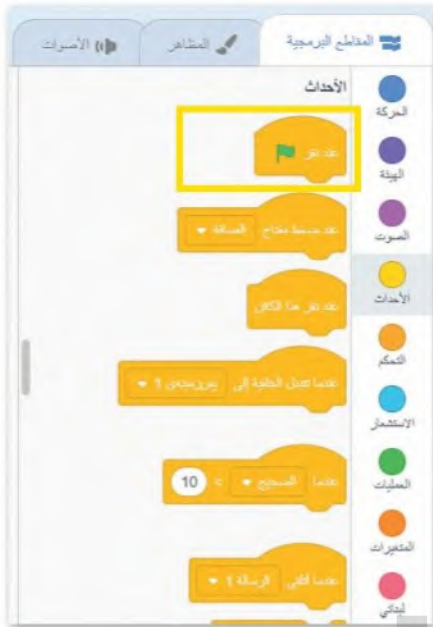 المقاطع البرمجية
المظاهر
الأصوات
الأحداث
الحركة
الهيئة
الصوت
الأحداث
التحكم
الاستشعار
العمليات
المتغيرات
لبناتي
عند نقر
عند ضغط مفتاح المسافة
عند نقر هذا الكائن
عندما تتبدل الخلفية إلى
1
عندما الضجيج > 10
عندما أتلقى الرسالة 1